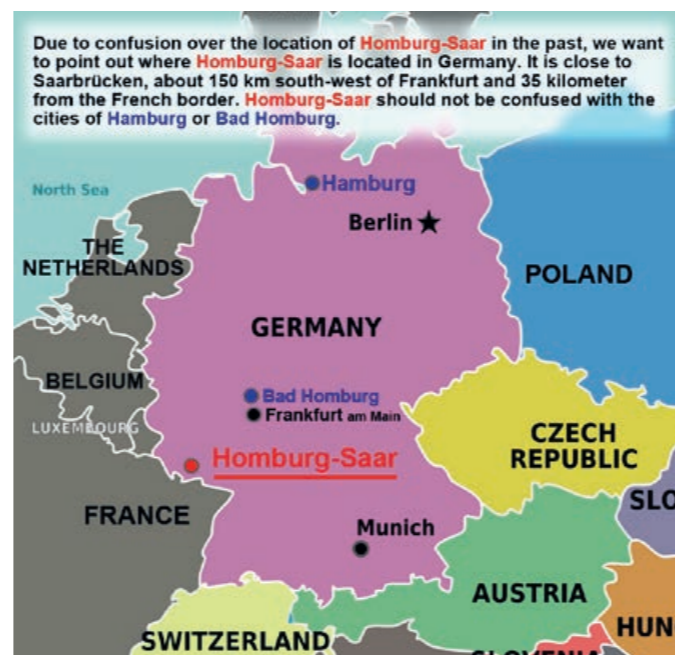 Due to confusion over the location of Homburg-Saar in the past, we want
to point out where Homburg-Saar is located in Germany. It is close to
Saarbrücken, about 150 km south-west of Frankfurt and 35 kilometer
from the French border. Homburg-Saar should not be confused with the
cities of Hamburg or Bad Homburg.
North Sea
Hamburg
Berlin
THE
NETHERLANDS
POLAND
GERMANY
BELGIUM
Bad Homburg
Frankfurt am Main
LUXEMBOURG
CZECH
REPUBLIC
Homburg-Saar
SLO
FRANCE
Munich
AUSTRIA
HUN
SWITZERLAND
SLOVENIA